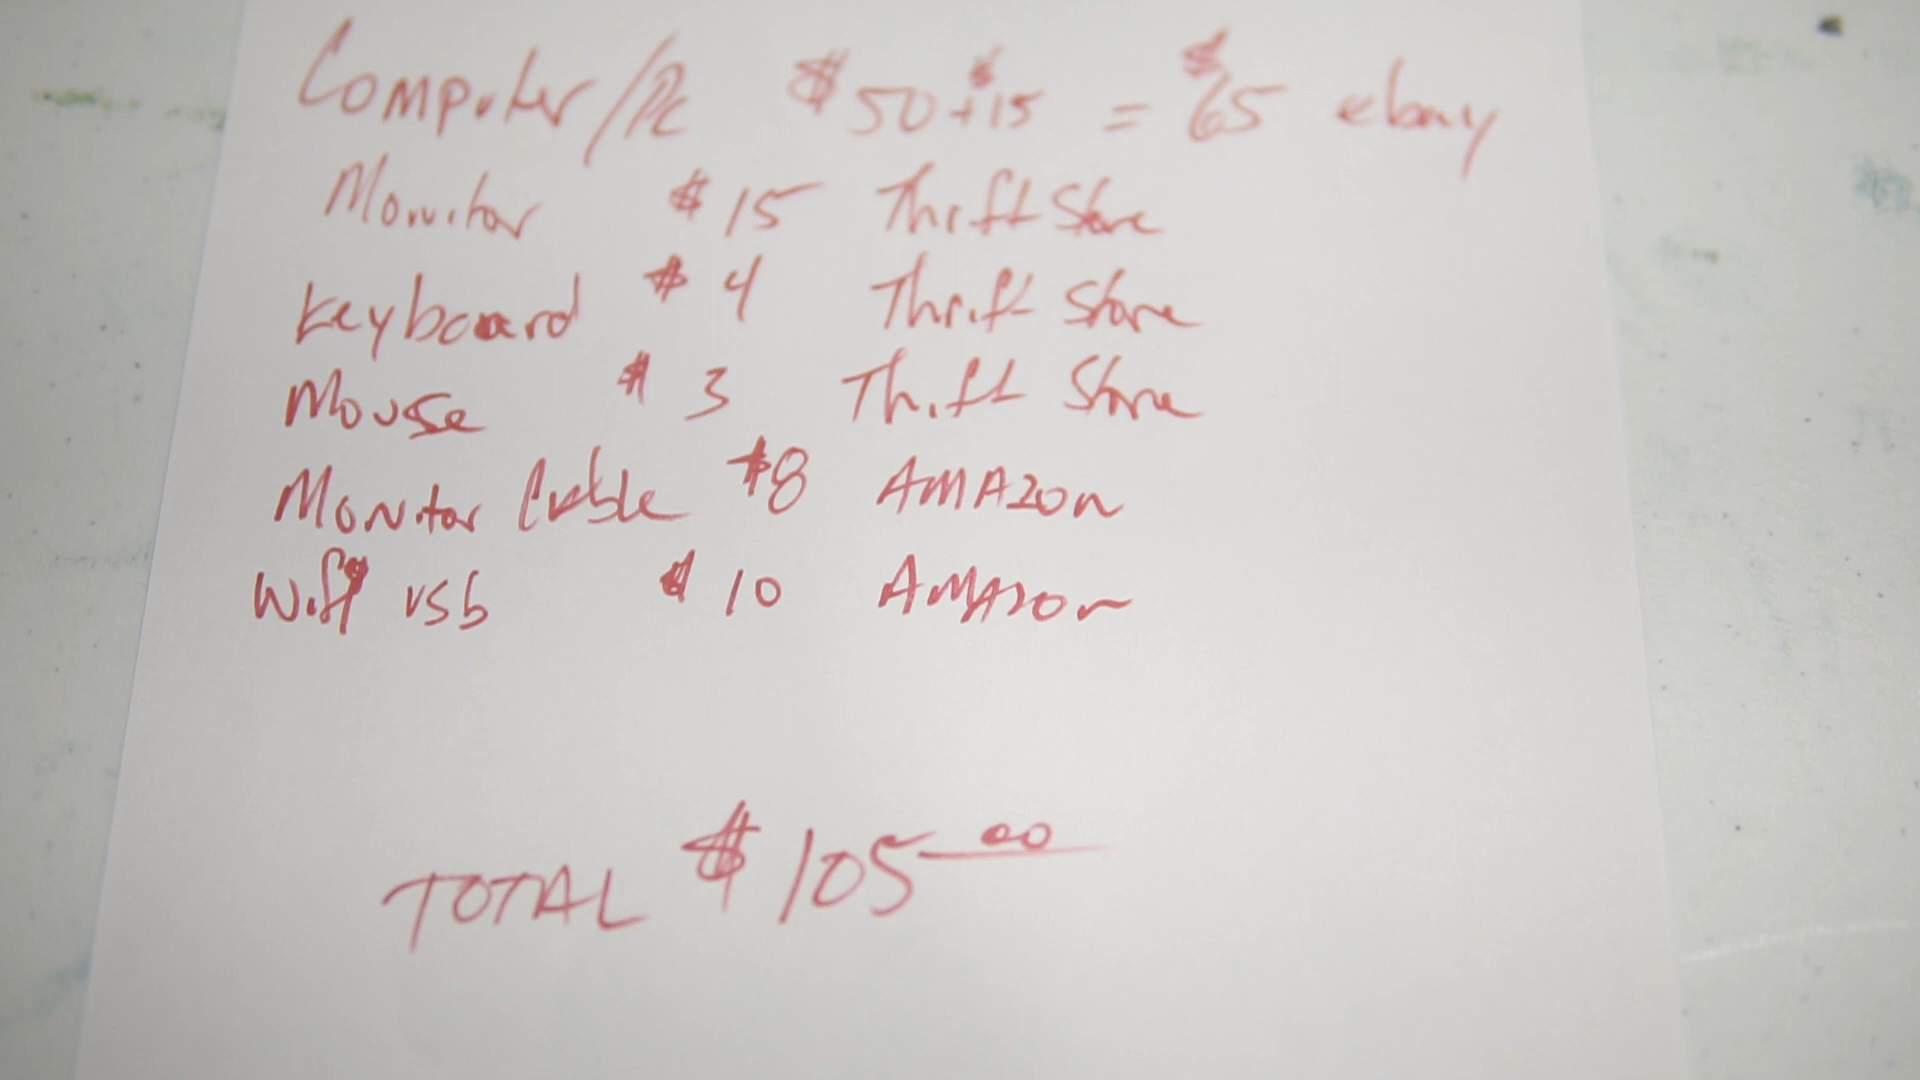 Computer/Pc $50+$15 = $65 ebay
Monitor $15 Thrift Store
Keyboard $4 Thrift Store
Mouse $3 Thrift Store
Monitor Cable $8 AMAZon
Wifi usb $10 AMAZon
TOTAL $105 00